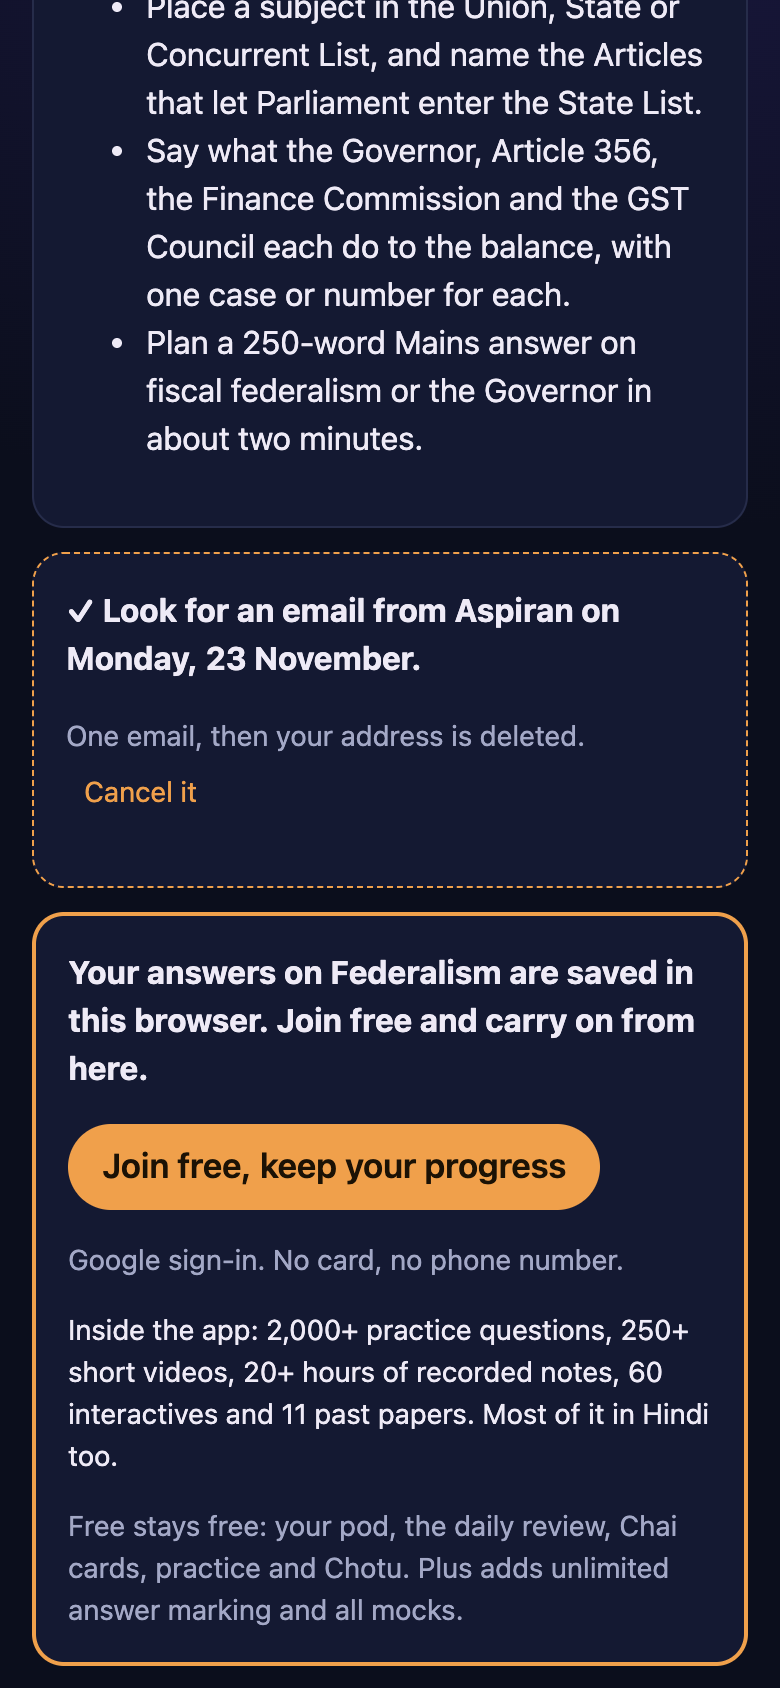 • Place a subject in the Union, State or
Concurrent List, and name the Articles
that let Parliament enter the State List.
• Say what the Governor, Article 356,
the Finance Commission and the GST
Council each do to the balance, with
one case or number for each.
• Plan a 250-word Mains answer on
fiscal federalism or the Governor in
about two minutes.
✓ Look for an email from Aspiran on
Monday, 23 November.
One email, then your address is deleted.
Cancel it
Your answers on Federalism are saved in
this browser. Join free and carry on from
here.
Join free, keep your progress
Google sign-in. No card, no phone number.
Inside the app: 2,000+ practice questions, 250+
short videos, 20+ hours of recorded notes, 60
interactives and 11 past papers. Most of it in Hindi
too.
Free stays free: your pod, the daily review, Chai
cards, practice and Chotu. Plus adds unlimited
answer marking and all mocks.